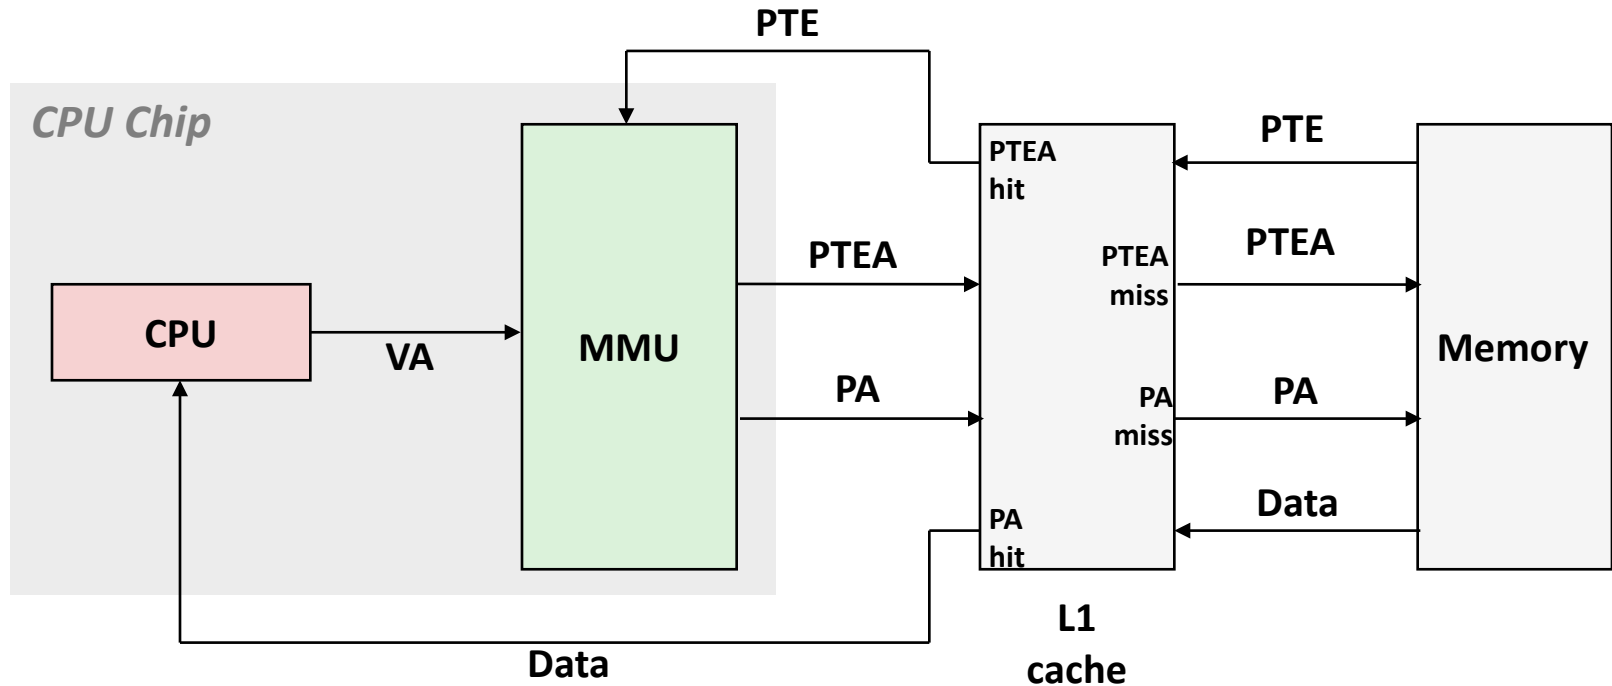 PTE
CPU Chip
PTEA
hit
PTE
PTEA
PTEA
miss
PTEA
CPU
VA
MMU
Memory
PA
PA
miss
PA
PA
hit
Data
L1
cache
Data